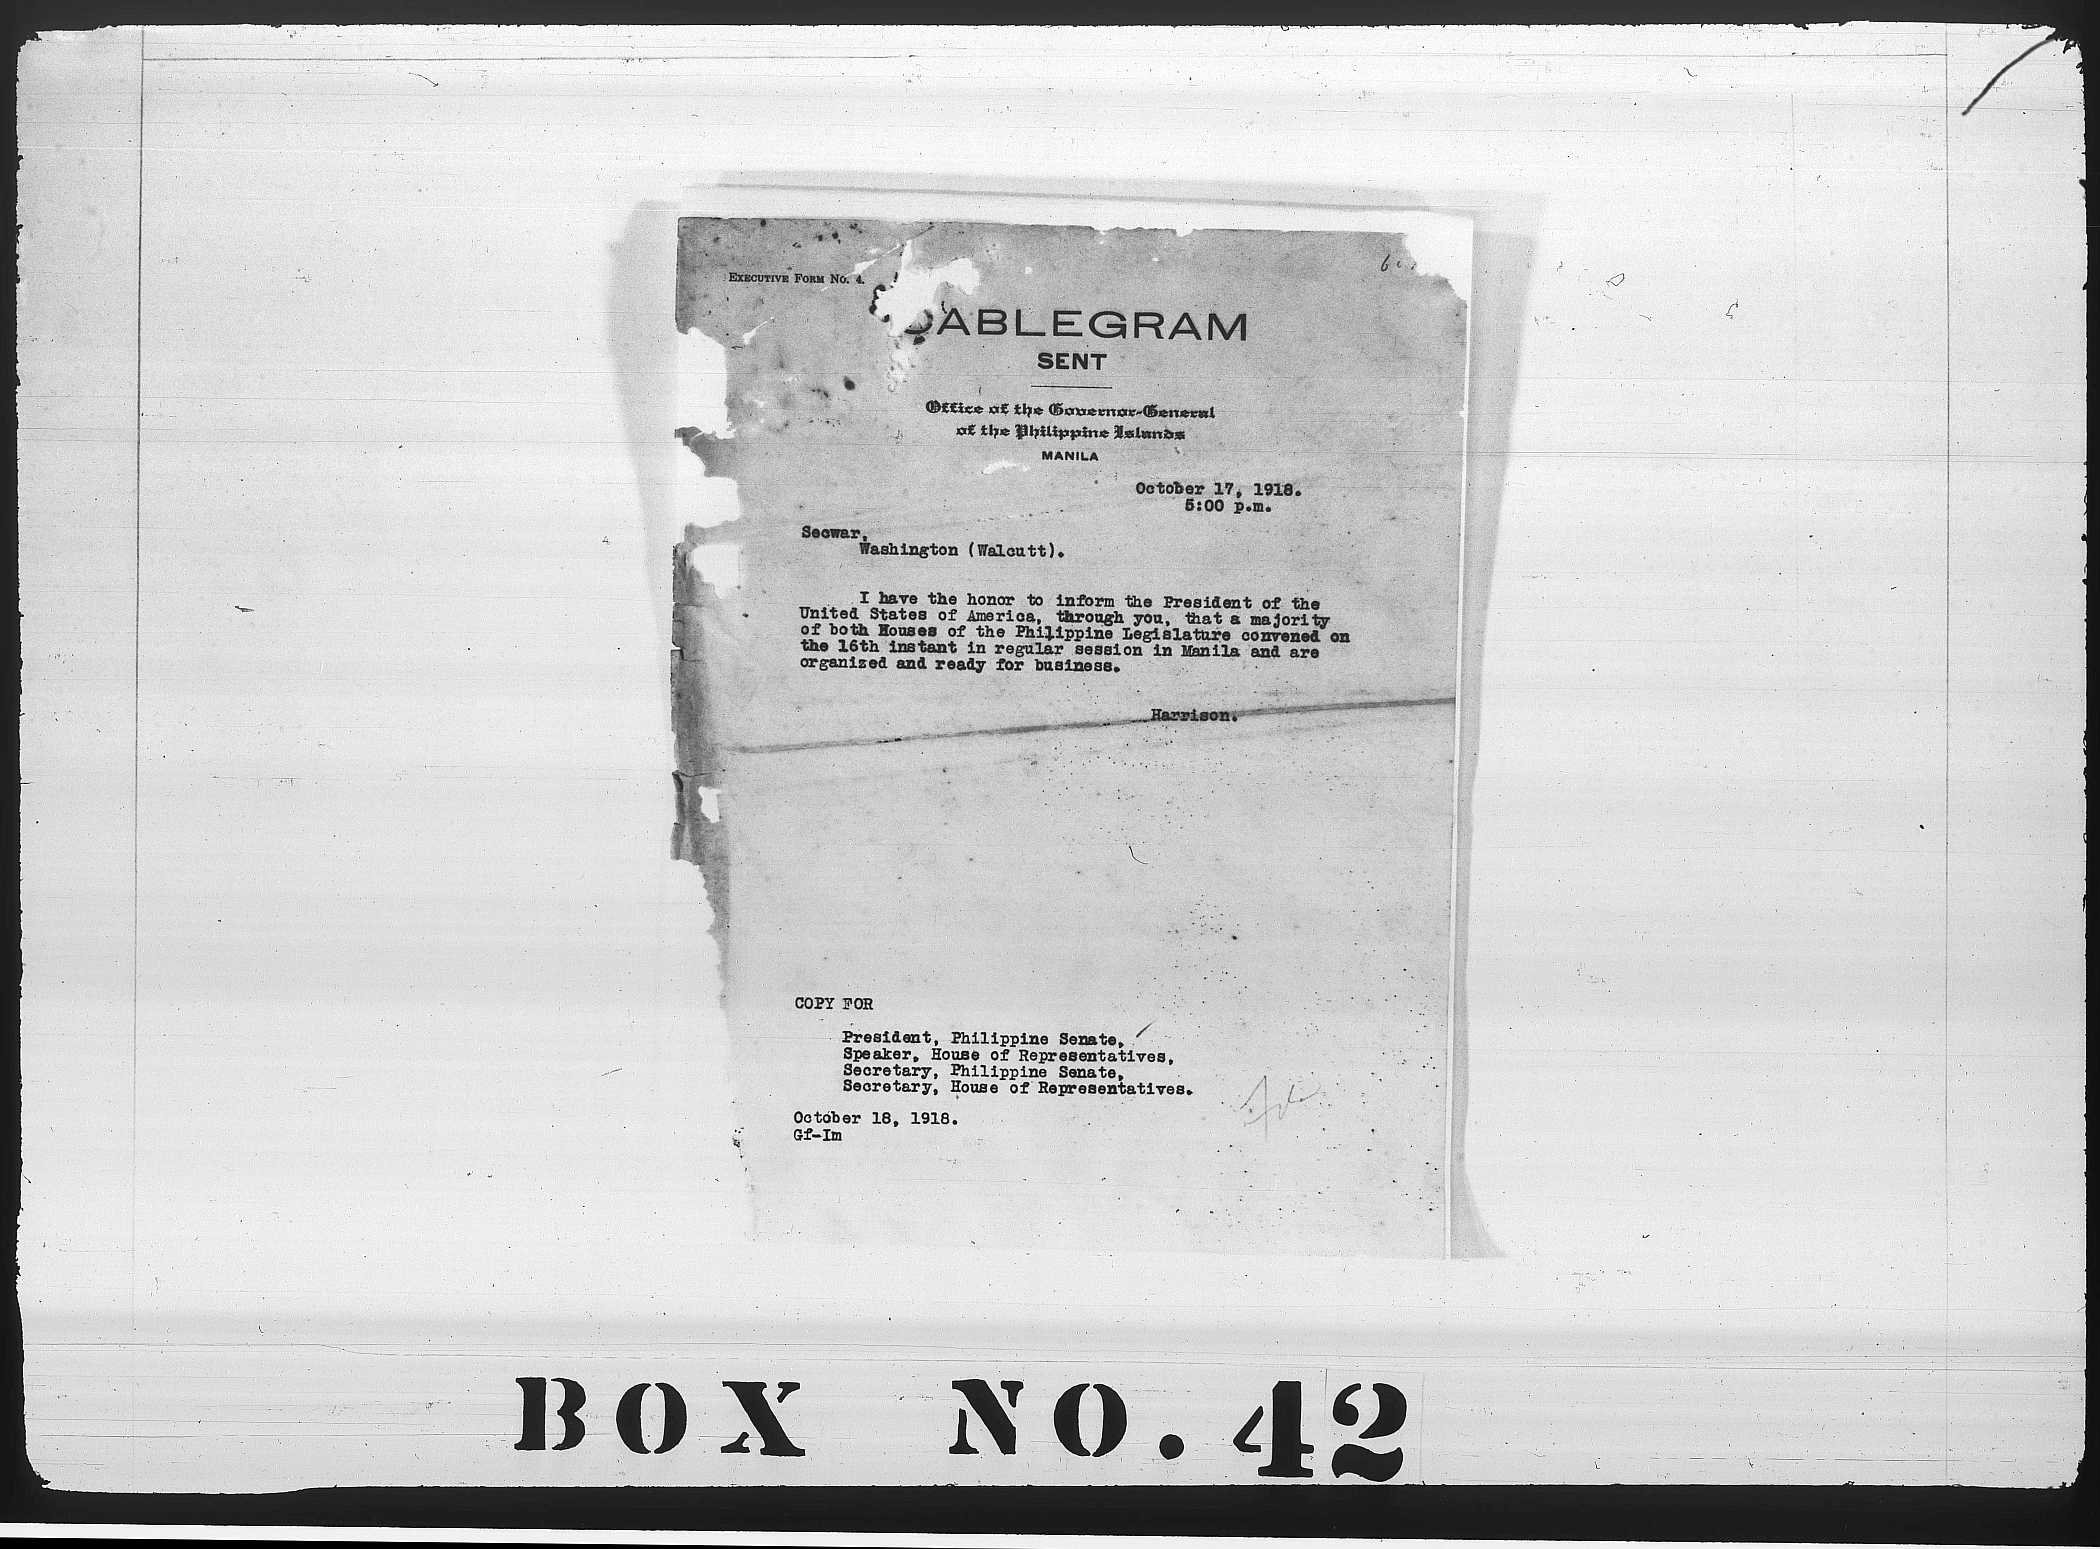 EXECUTIVE FORM NO. 4.
CABLEGRAM
SENT
Office of the Governor-General
of the Philippine Islands
MANILA
October 17, 1918.
5:00 p.m.
Secwar,
Washington (Walcutt).
I have the honor to inform the President of the
United States of America, through you, that a majority
of both Houses of the Philippine Legislature convened on
the 16th instant in regular session in Manila and are
organized and ready for business.
Harrison.
COPY FOR
President, Philippine Senate,
Speaker, House of Representatives,
Secretary, Philippine Senate,
Secretary, House of Representatives.
October 18, 1918.
Gf-Im
BOX NO. 42